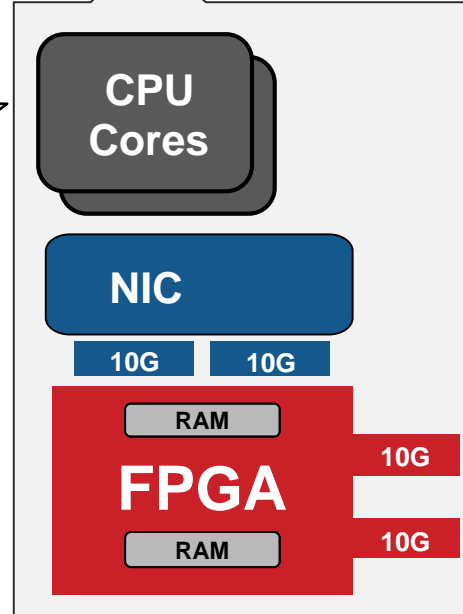 CPU
Cores
NIC
10G 10G
RAM
FPGA
10G
RAM
10G